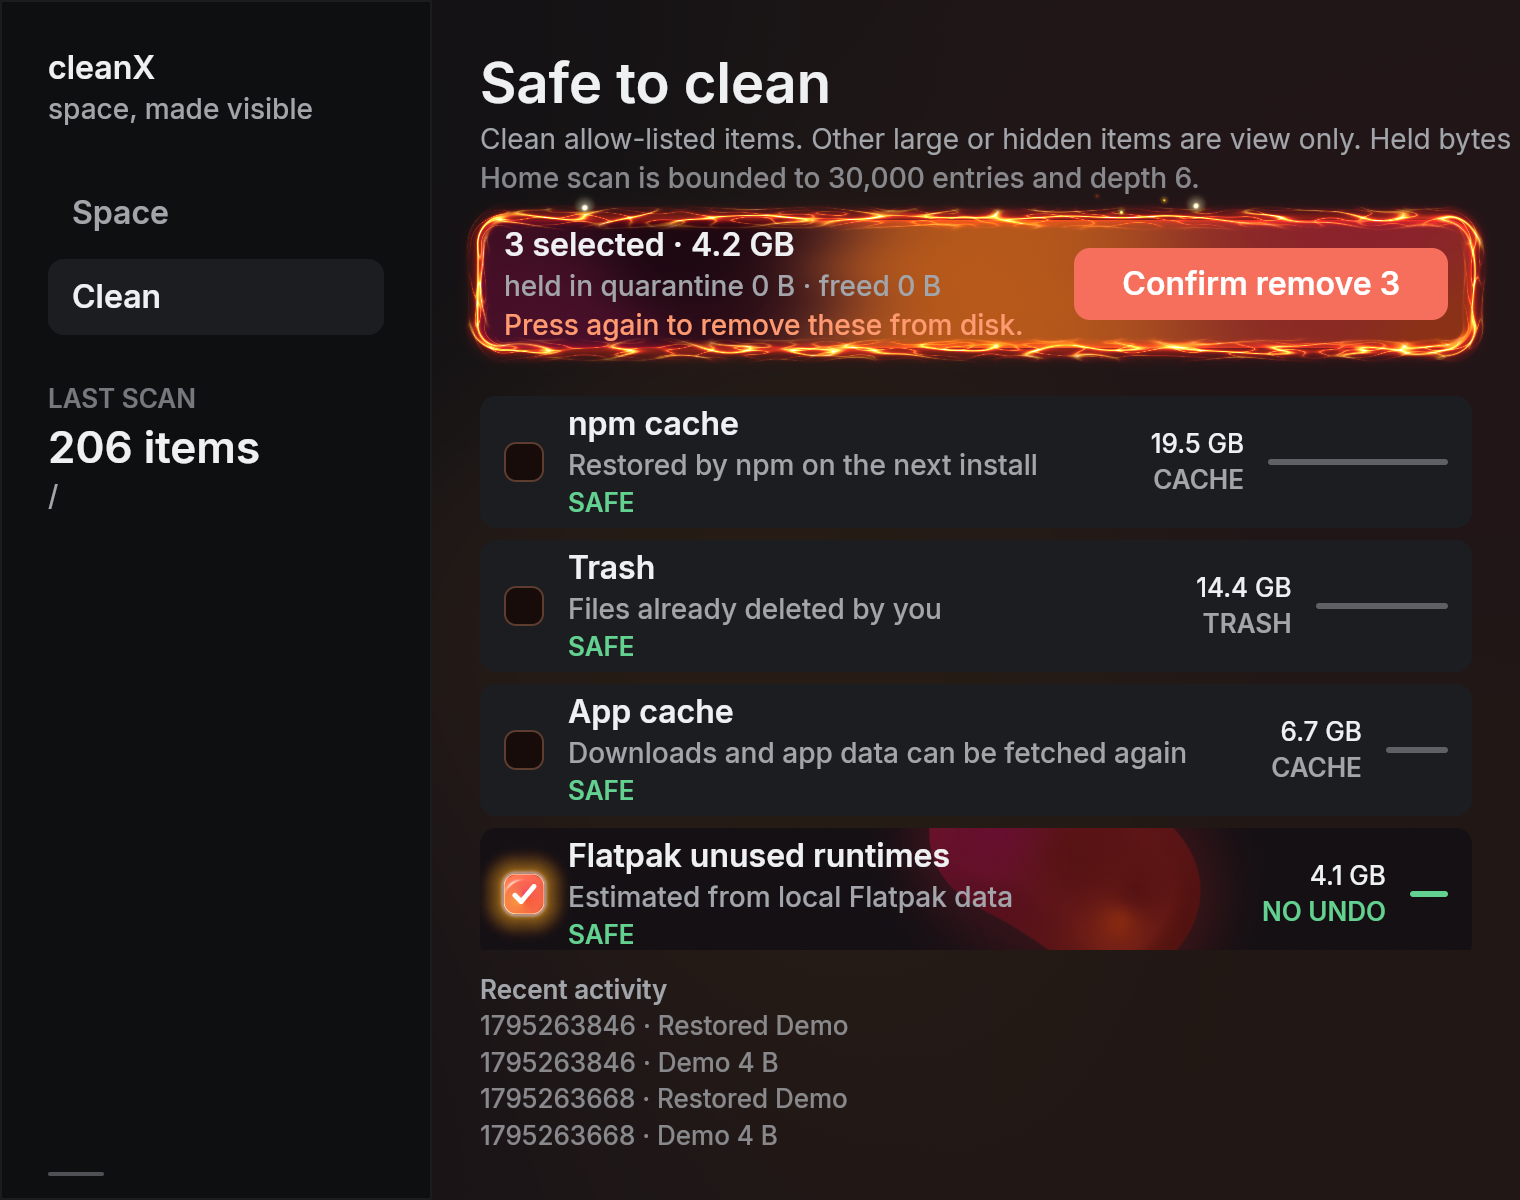 cleanX
space, made visible
Space
Clean
LAST SCAN
206 items
/
Safe to clean
Clean allow-listed items. Other large or hidden items are view only. Held bytes
Home scan is bounded to 30,000 entries and depth 6.
3 selected · 4.2 GB
held in quarantine 0 B · freed 0 B
Press again to remove these from disk.
Confirm remove 3
npm cache
Restored by npm on the next install
SAFE
19.5 GB
CACHE
Trash
Files already deleted by you
SAFE
14.4 GB
TRASH
App cache
Downloads and app data can be fetched again
SAFE
6.7 GB
CACHE
Flatpak unused runtimes
Estimated from local Flatpak data
SAFE
4.1 GB
NO UNDO
Recent activity
1795263846 · Restored Demo
1795263846 · Demo 4 B
1795263668 · Restored Demo
1795263668 · Demo 4 B